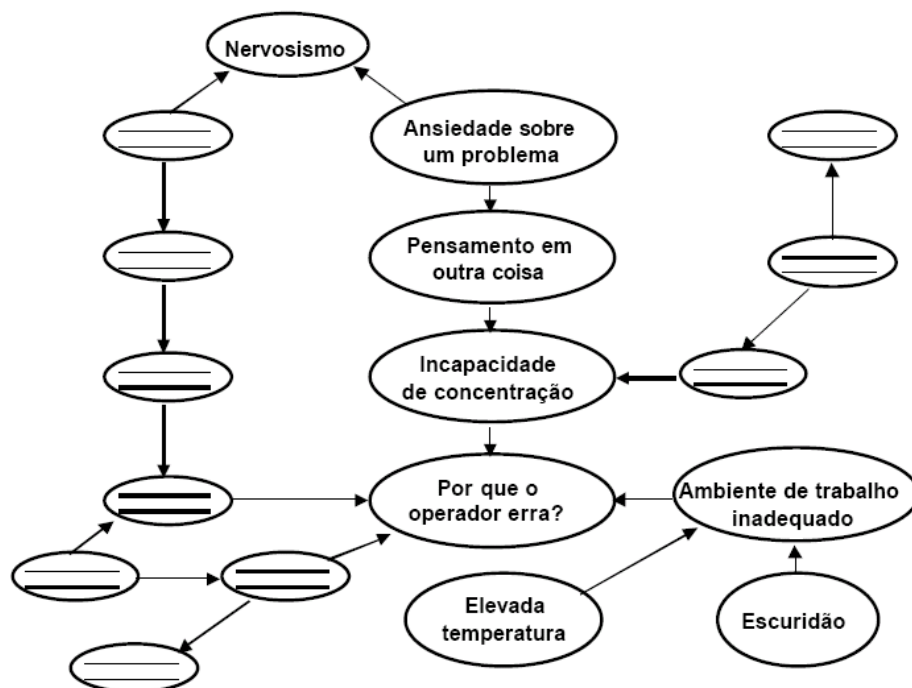 Nervosismo
Ansiedade sobre
um problema
Pensamento em
outra coisa
Incapacidade
de concentração
Por que o
operador erra?
Ambiente de trabalho
inadequado
Elevada
temperatura
Escuridão